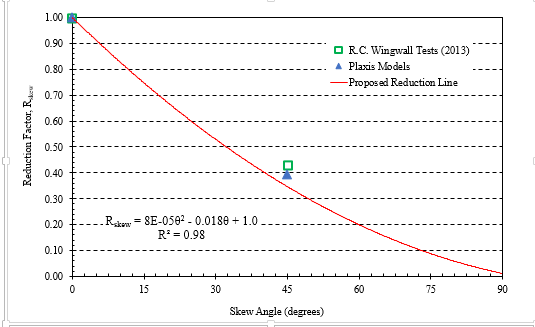 1.00
0.90
0.80
0.70
0.60
0.50
0.40
0.30
0.20
0.10
0.00
Reduction Factor, Rskew
R.C. Wingwall Tests (2013)
Plaxis Models
Proposed Reduction Line
Rskew = 8E-05θ² - 0.018θ + 1.0
R² = 0.98
0 15 30 45 60 75 90
Skew Angle (degrees)